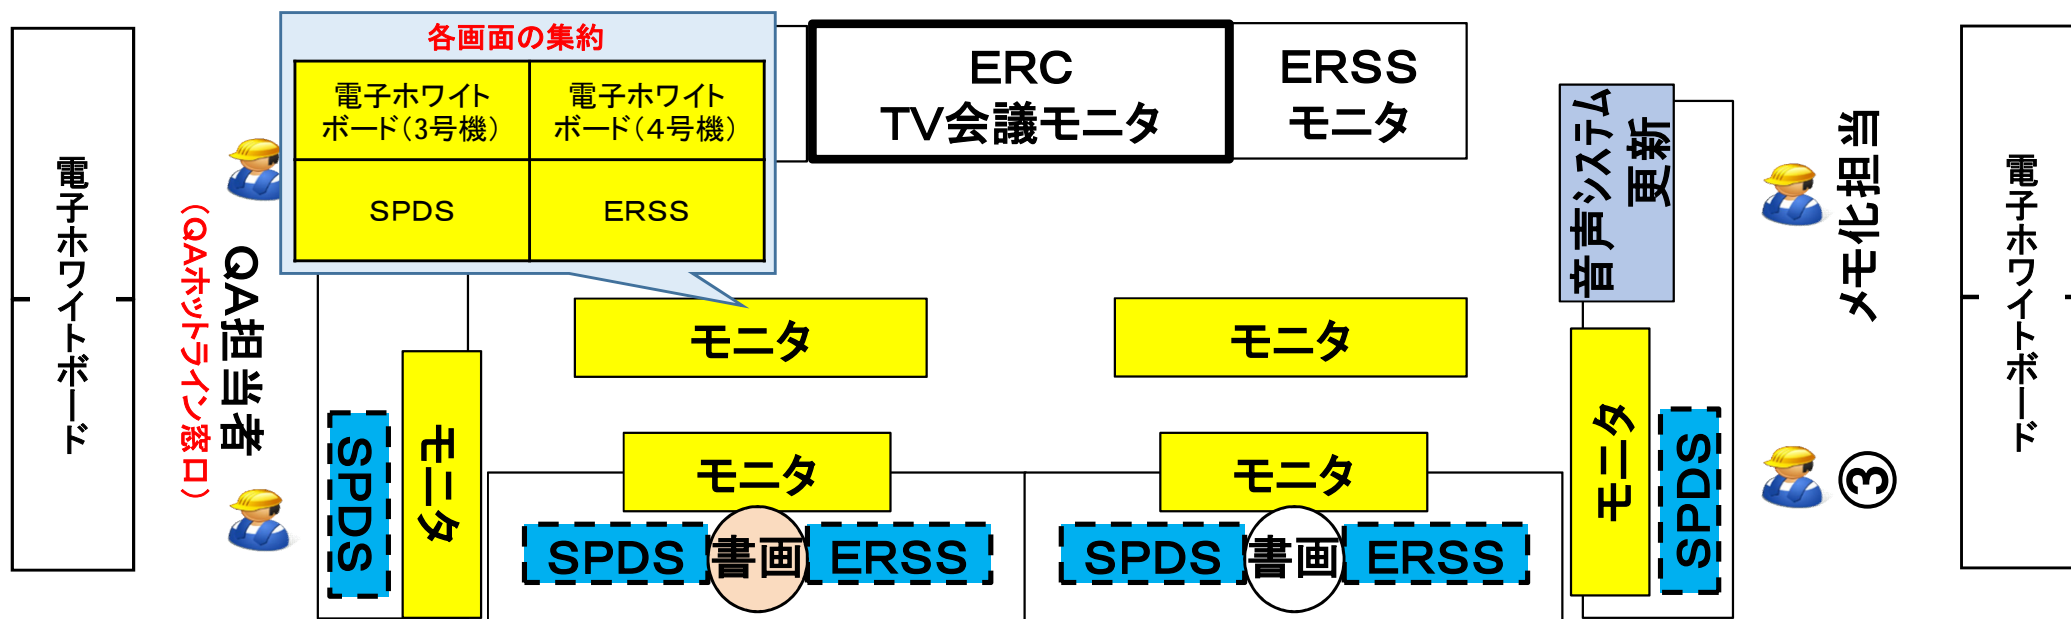 電子ホワイトボード
各画面の集約
電子ホワイト
ボード(3号機)
電子ホワイト
ボード(4号機)
SPDS
ERSS
ERC
TV会議モニタ
ERSS
モニタ
音声システム
更新
メモ化担当
③
電子ホワイトボード
QA担当者
(QAホットライン窓口)
モニタ
モニタ
SPDS
モニタ
モニタ
SPDS
書画
ERSS
モニタ
SPDS
書画
ERSS
モニタ
SPDS